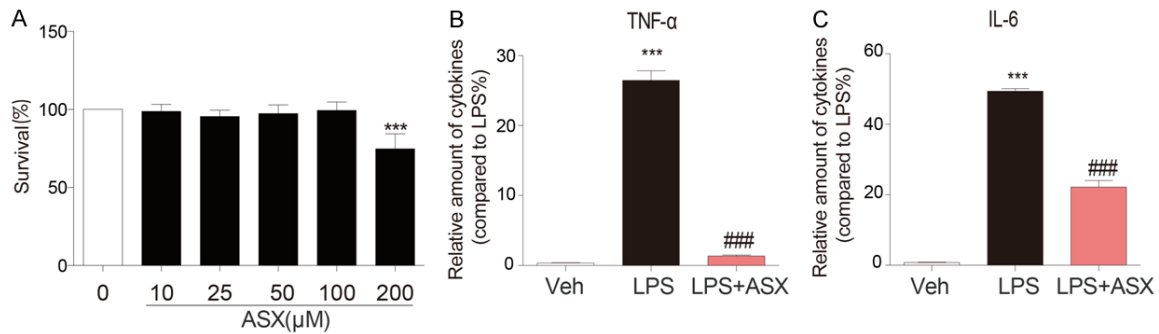 A
150
100
50
0
Survival(%)
***
0 10 25 50 100 200
ASX(μM)
B
TNF-α
30
20
10
0
Relative amount of cytokines
(compared to LPS%)
***
###
Veh LPS LPS+ASX
C
IL-6
60
40
20
0
Relative amount of cytokines
(compared to LPS%)
***
###
Veh LPS LPS+ASX